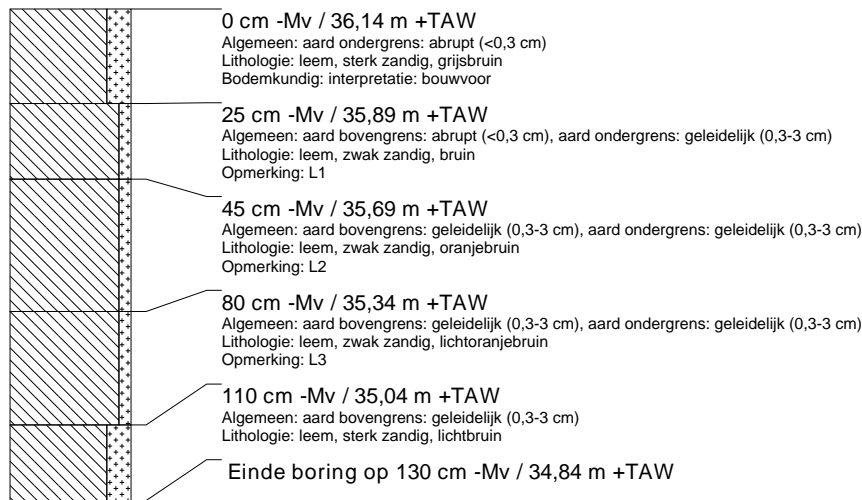 0 cm -Mv / 36,14 m +TAW
Algemeen: aard ondergrens: abrupt (<0,3 cm)
Lithologie: leem, sterk zandig, grijsbruin
Bodemkundig: interpretatie: bouwvoor
25 cm -Mv / 35,89 m +TAW
Algemeen: aard bovengrens: abrupt (<0,3 cm), aard ondergrens: geleidelijk (0,3-3 cm)
Lithologie: leem, zwak zandig, bruin
Opmerking: L1
45 cm -Mv / 35,69 m +TAW
Algemeen: aard bovengrens: geleidelijk (0,3-3 cm), aard ondergrens: geleidelijk (0,3-3 cm)
Lithologie: leem, zwak zandig, oranjebruin
Opmerking: L2
80 cm -Mv / 35,34 m +TAW
Algemeen: aard bovengrens: geleidelijk (0,3-3 cm), aard ondergrens: geleidelijk (0,3-3 cm)
Lithologie: leem, zwak zandig, lichtoranjebruin
Opmerking: L3
110 cm -Mv / 35,04 m +TAW
Algemeen: aard bovengrens: geleidelijk (0,3-3 cm)
Lithologie: leem, sterk zandig, lichtbruin
Einde boring op 130 cm -Mv / 34,84 m +TAW